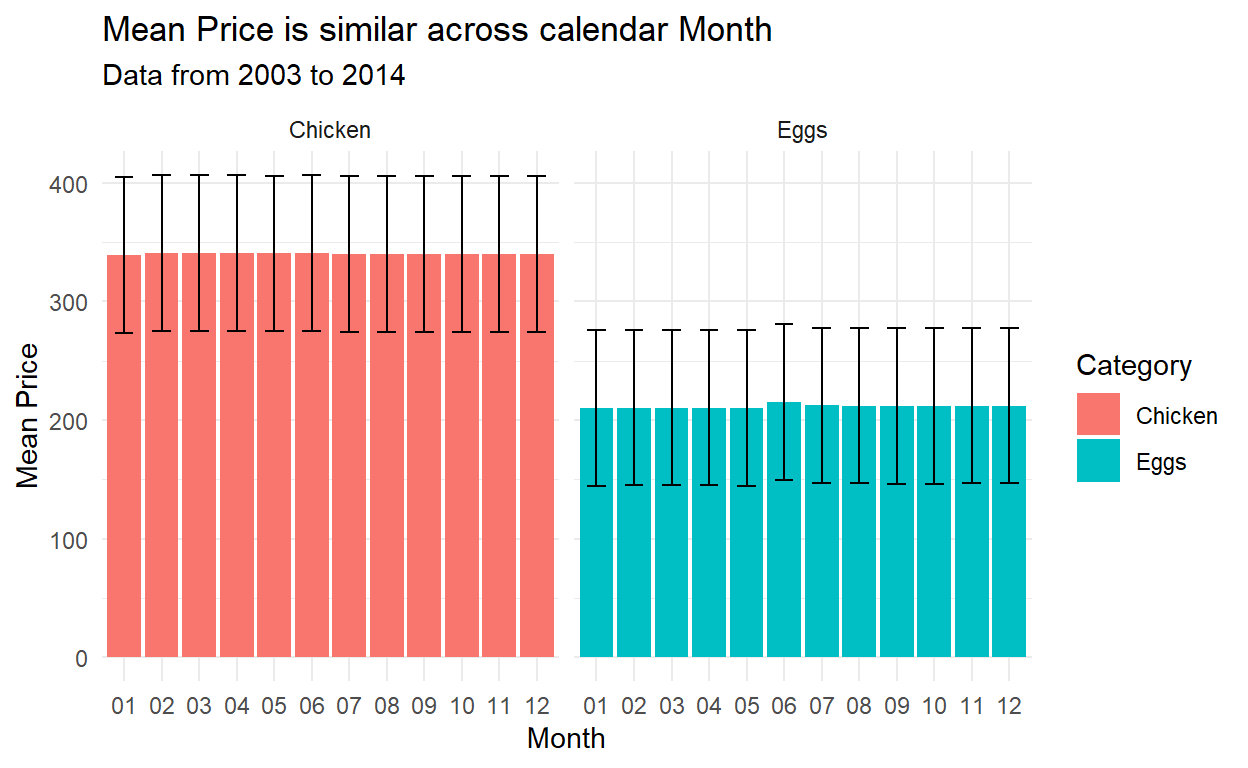 Mean Price is similar across calendar Month
Data from 2003 to 2014
Chicken
Eggs
400
300
200
100
0
Mean Price
01 02 03 04 05 06 07 08 09 10 11 12
01 02 03 04 05 06 07 08 09 10 11 12
Month
Category
Chicken
Eggs